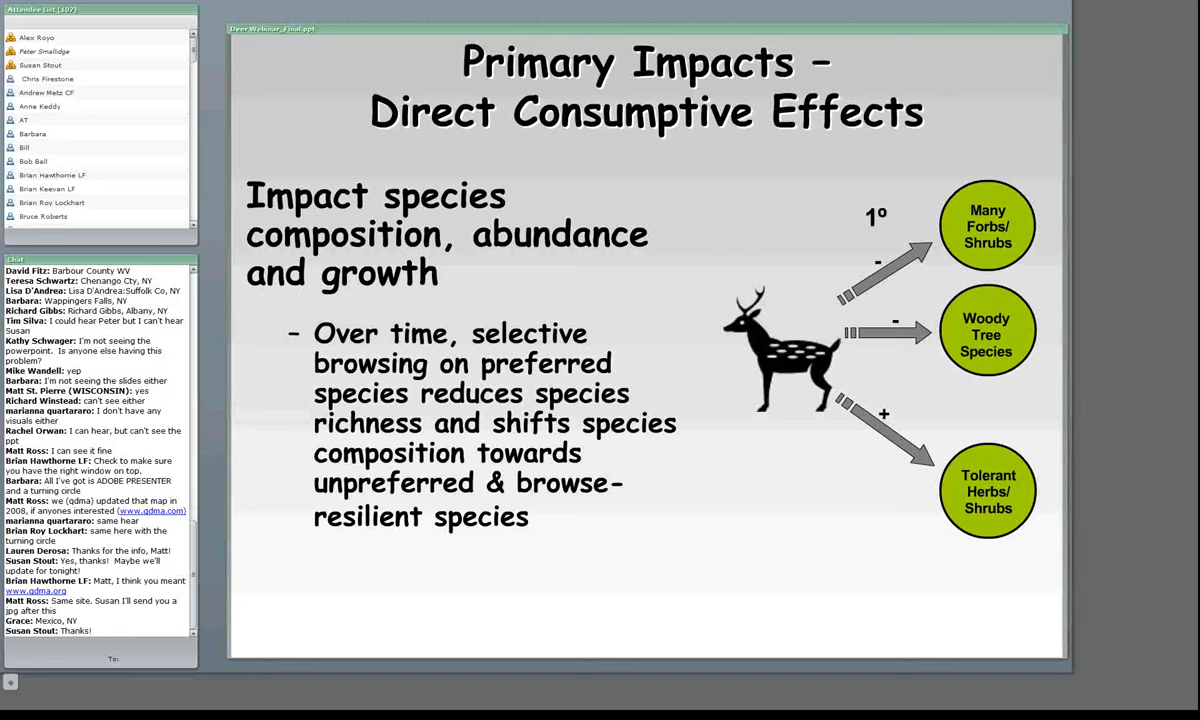 Attendee List (107)
Alex Royo
Peter Smallidge
Susan Stout
Chris Firestone
Andrew Metz CF
Anne Keddy
AT
Barbara
Bill
Bob Ball
Brian Hawthorne LF
Brian Keevan LF
Brian Roy Lockhart
Bruce Roberts
Chat
David Fitz: Barbour County WV
Teresa Schwartz: Chenango Cty, NY
Lisa D'Andrea: Lisa D'Andrea:Suffolk Co, NY
Barbara: Wappingers Falls, NY
Richard Gibbs: Richard Gibbs, Albany, NY
Tim Silva: I could hear Peter but I can't hear
Susan
Kathy Schwager: I'm not seeing the
powerpoint.  Is anyone else having this
problem?
Mike Wandell: yep
Barbara: I'm not seeing the slides either
Matt St. Pierre (WISCONSIN): yes
Richard Winstead: can't see either
marianna quartararo: I don't have any
visuals either
Rachel Orwan: I can hear, but can't see the
ppt
Matt Ross: I can see it fine
Brian Hawthorne LF: Check to make sure
you have the right window on top.
Barbara: All I've got is ADOBE PRESENTER
and a turning circle
Matt Ross: we (qdma) updated that map in
2008, if anyones interested (www.qdma.com)
marianna quartararo: same hear
Brian Roy Lockhart: same here with the
turning circle
Lauren Derosa: Thanks for the info, Matt!
Susan Stout: Yes, thanks!  Maybe we'll
update for tonight!
Brian Hawthorne LF: Matt, I think you meant
www.qdma.org
Matt Ross: Same site. Susan I'll send you a
jpg after this
Grace: Mexico, NY
Susan Stout: Thanks!
To:
+
Deer Webinar_Final.ppt
Primary Impacts –
Direct Consumptive Effects
Impact species
composition, abundance
and growth
– Over time, selective
browsing on preferred
species reduces species
richness and shifts species
composition towards
unpreferred & browse-
resilient species
1º
-
Many
Forbs/
Shrubs
-
Woody
Tree
Species
+
Tolerant
Herbs/
Shrubs